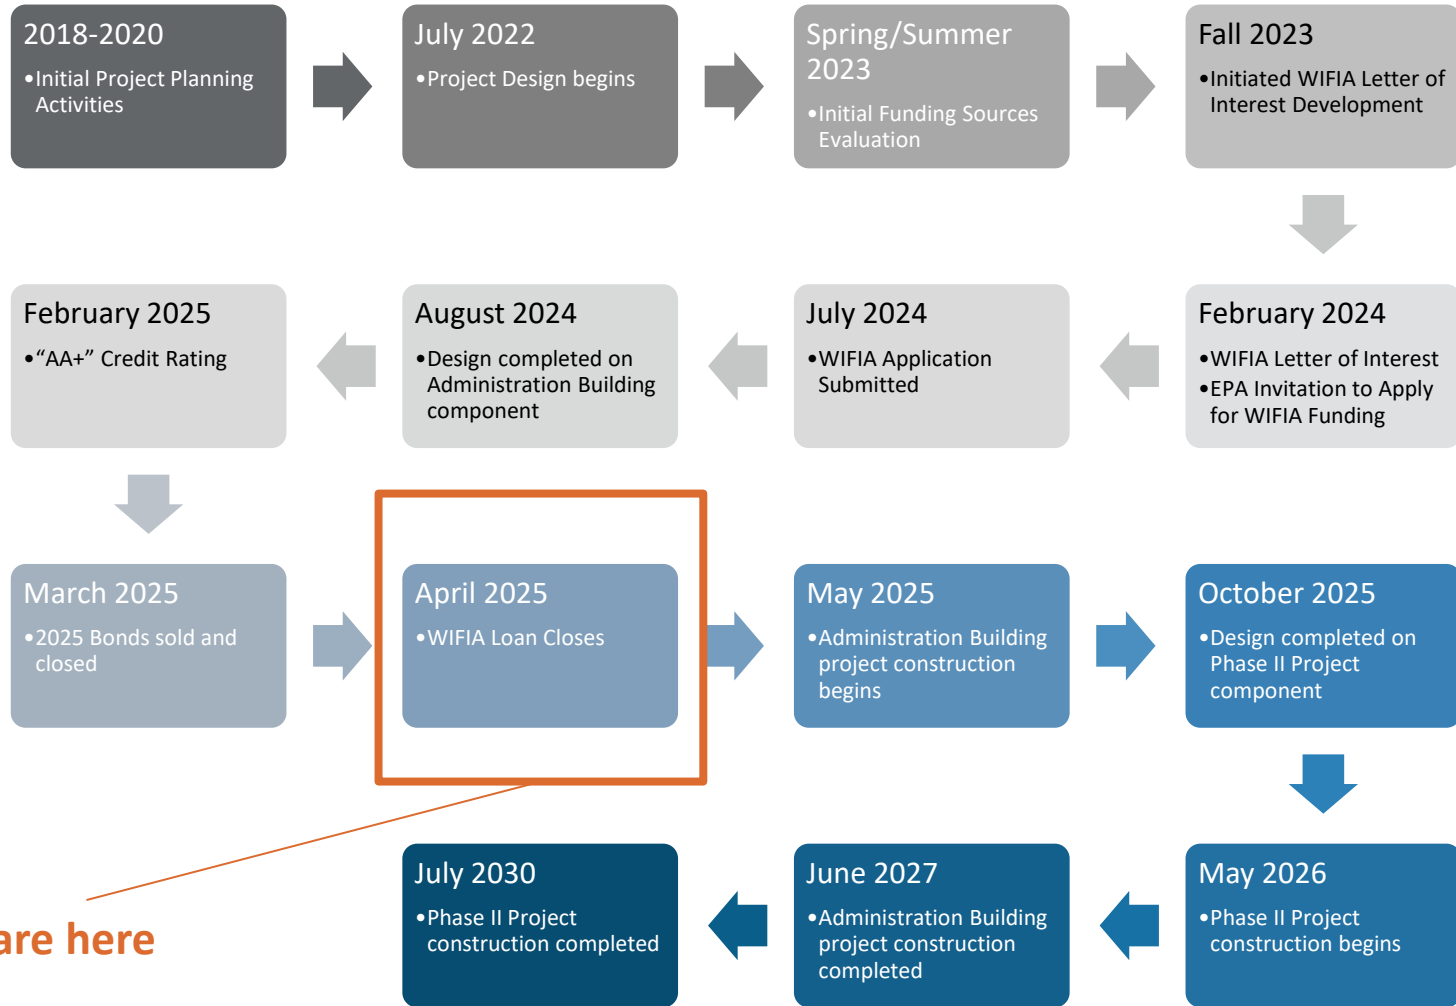 2018-2020
•Initial Project Planning
Activities
July 2022
•Project Design begins
Spring/Summer
2023
•Initial Funding Sources
Evaluation
Fall 2023
•Initiated WIFIA Letter of
Interest Development
February 2024
•WIFIA Letter of Interest
•EPA Invitation to Apply
for WIFIA Funding
July 2024
•WIFIA Application
Submitted
August 2024
•Design completed on
Administration Building
component
February 2025
•“AA+” Credit Rating
March 2025
•2025 Bonds sold and
closed
April 2025
•WIFIA Loan Closes
May 2025
•Administration Building
project construction
begins
October 2025
•Design completed on
Phase II Project
component
May 2026
•Phase II Project
construction begins
June 2027
•Administration Building
project construction
completed
July 2030
•Phase II Project
construction completed
are here